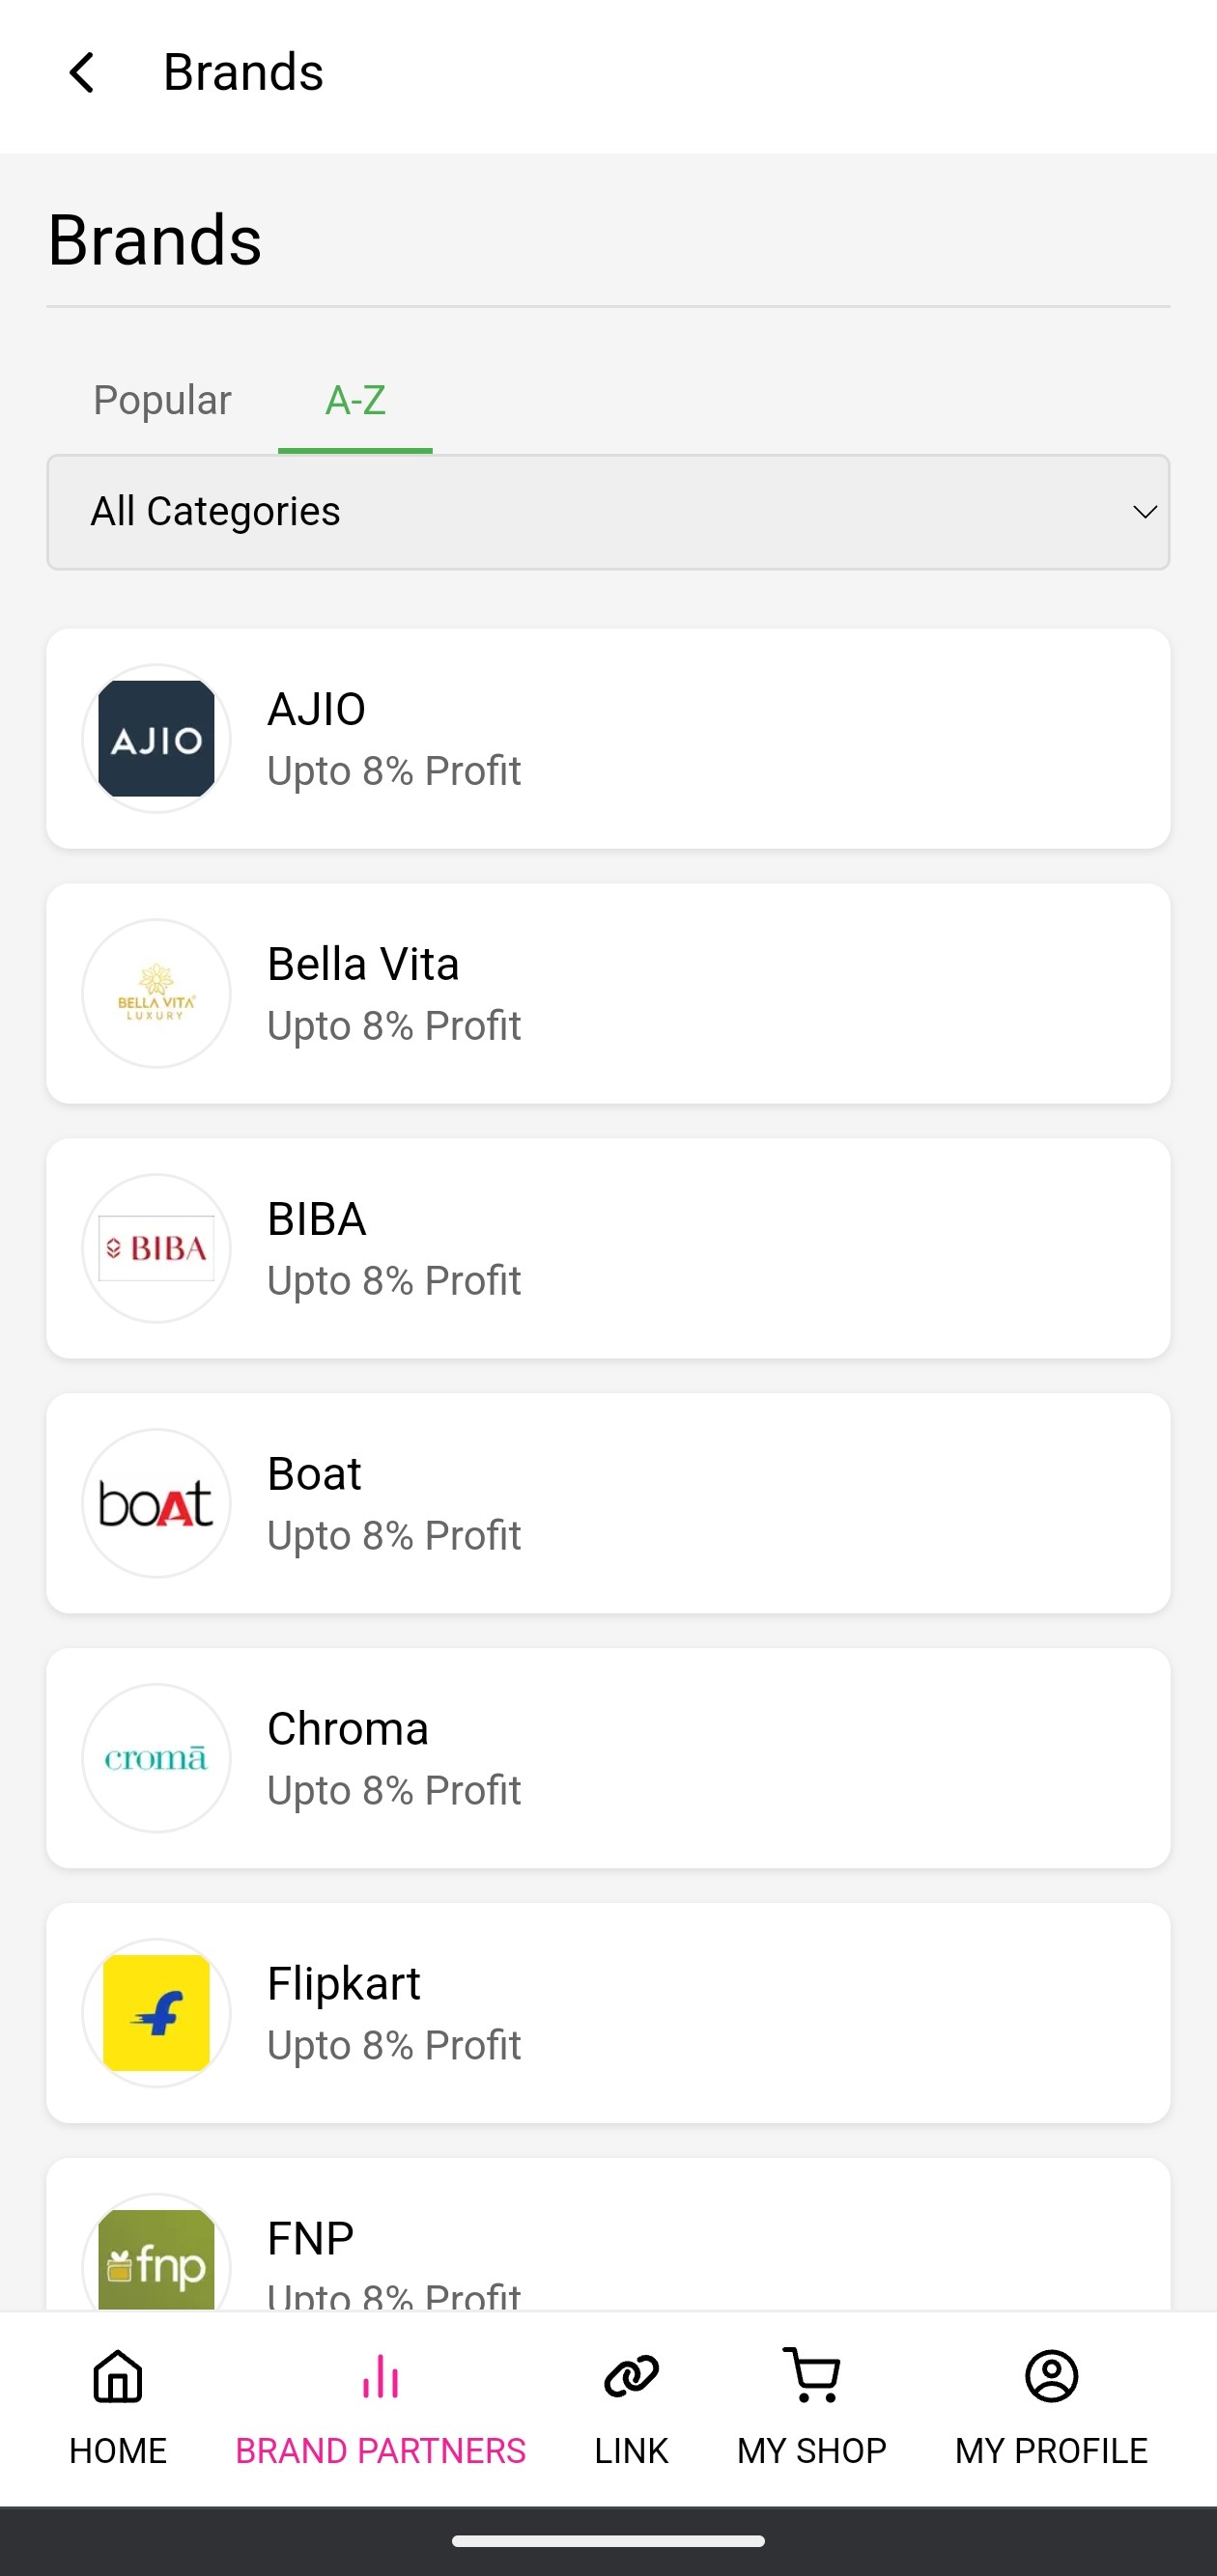 Brands
Brands
Popular
A-Z
All Categories
AJIO
AJIO
Upto 8% Profit
BELLA VITA
LUXURY
Bella Vita
Upto 8% Profit
BIBA
BIBA
Upto 8% Profit
boAt
Boat
Upto 8% Profit
cromā
Chroma
Upto 8% Profit
f
Flipkart
Upto 8% Profit
fnp
FNP
Upto 8% Profit
HOME
BRAND PARTNERS
LINK
MY SHOP
MY PROFILE